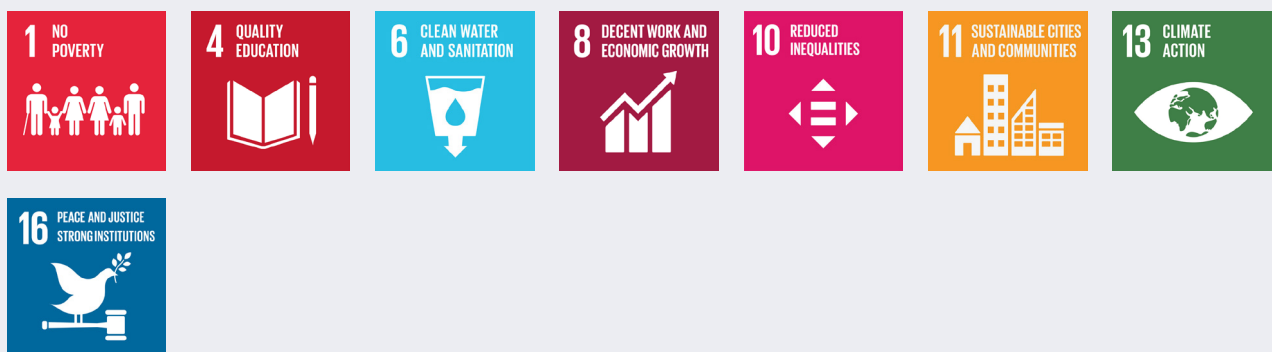 1 NO
POVERTY
4 QUALITY
EDUCATION
6 CLEAN WATER
AND SANITATION
8 DECENT WORK AND
ECONOMIC GROWTH
10 REDUCED
INEQUALITIES
11 SUSTAINABLE CITIES
AND COMMUNITIES
13 CLIMATE
ACTION
16 PEACE AND JUSTICE
STRONG INSTITUTIONS